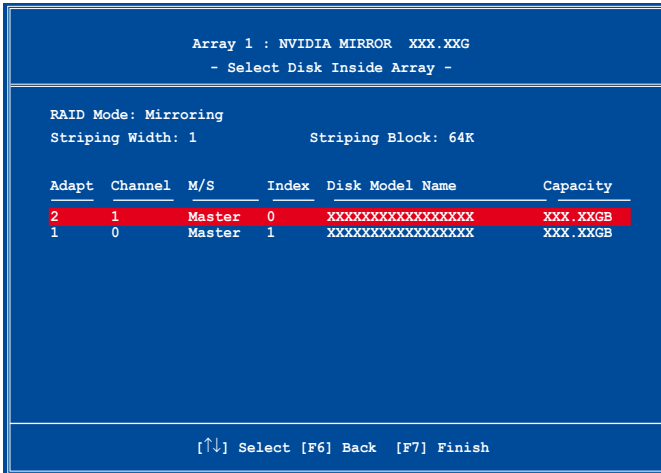 Array 1 : NVIDIA MIRROR XXX.XXG
- Select Disk Inside Array -
RAID Mode: Mirroring
Striping Width: 1 Striping Block: 64K
Adapt Channel M/S Index Disk Model Name Capacity
2 1 Master 0 XXXXXXXXXXXXXXXXX XXX.XXGB
1 0 Master 1 XXXXXXXXXXXXXXXXX XXX.XXGB
[↑↓] Select [F6] Back [F7] Finish